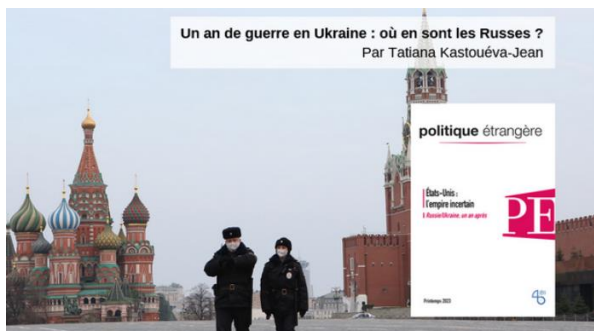 Un an de guerre en Ukraine : où en sont les Russes ?
Par Tatiana Kastouéva-Jean
politique étrangère
États-Unis :
l'empire incertain
Russie/Ukraine, un an après
PE
Printemps 2023